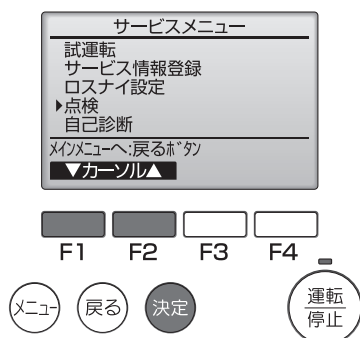 サービスメニュー
試運転
サービス情報登録
ロスナイ設定
▶点検
自己診断
メインメニューへ:戻るボタン
▼カーソル▲
F1 F2 F3 F4
メニュー 戻る 決定 運転
停止